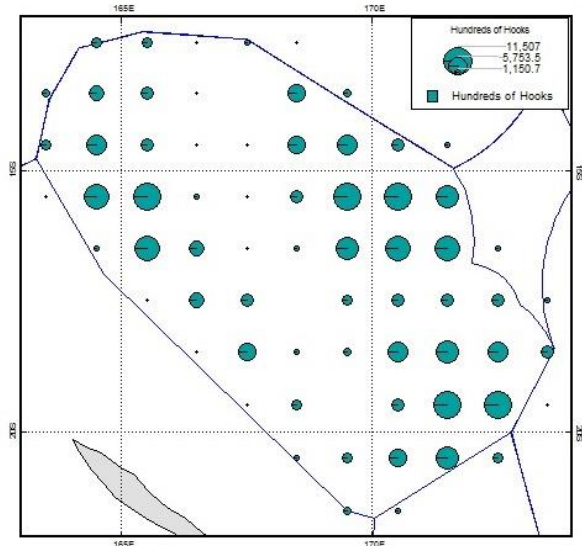 165E
170E
Hundreds of Hooks
11,507
5,753.5
1,150.7
Hundreds of Hooks
15S
15S
20S
20S
165E
170E